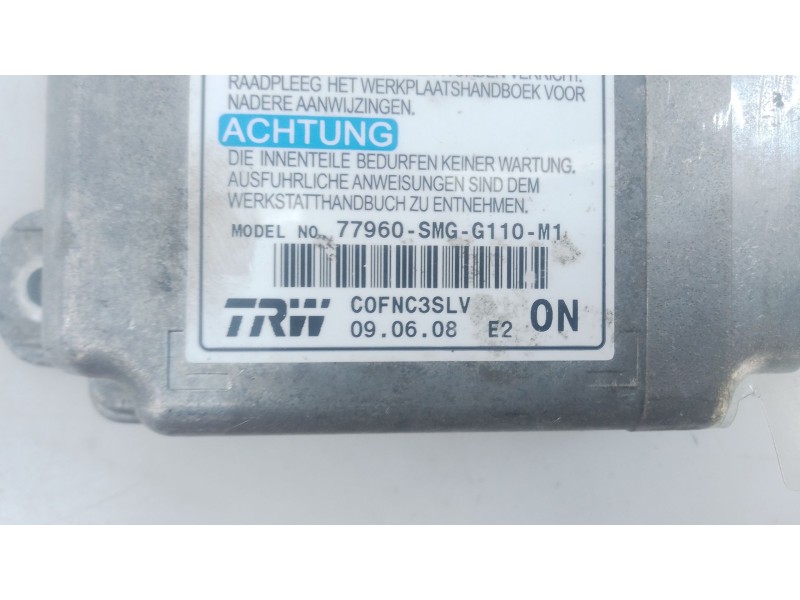 VERRICHT.
RAADPLEEG HET WERKPLAATSHANDBOEK VOOR
NADERE AANWIJZINGEN.
ACHTUNG
DIE INNENTEILE BEDURFEN KEINER WARTUNG.
AUSFUHRLICHE ANWEISUNGEN SIND DEM
WERKSTATTHANDBUCH ZU ENTNEHMEN.
MODEL NO. 77960-SMG-G110-M1
TRW C0FNC3SLV
09.06.08 E2 ON